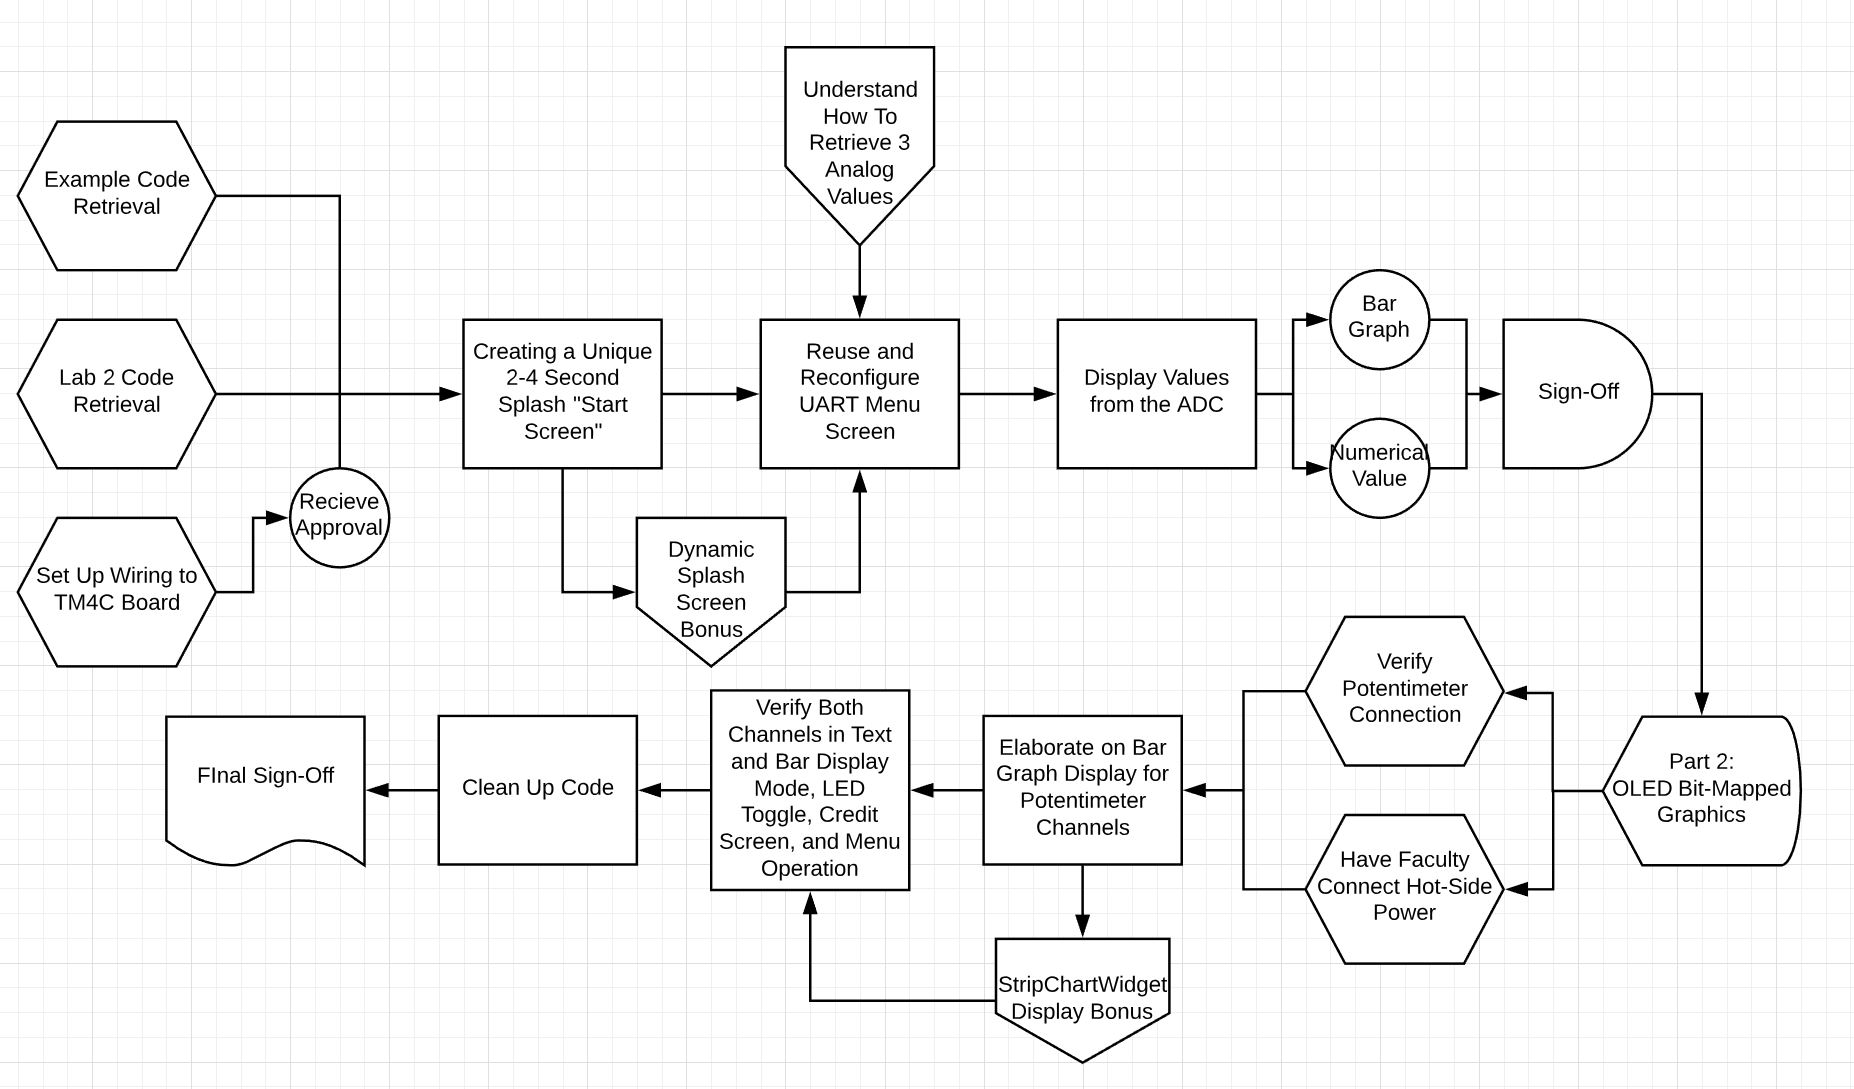 Understand
How To
Retrieve 3
Analog
Values
Example Code
Retrieval
Lab 2 Code
Retrieval
Set Up Wiring to
TM4C Board
Recieve
Approval
Creating a Unique
2-4 Second
Splash "Start
Screen"
Dynamic
Splash
Screen
Bonus
Reuse and
Reconfigure
UART Menu
Screen
Display Values
from the ADC
Bar
Graph
Numerical
Value
Sign-Off
Part 2:
OLED Bit-Mapped
Graphics
Verify
Potentimeter
Connection
Have Faculty
Connect Hot-Side
Power
Elaborate on Bar
Graph Display for
Potentimeter
Channels
StripChartWidget
Display Bonus
Verify Both
Channels in Text
and Bar Display
Mode, LED
Toggle, Credit
Screen, and Menu
Operation
Clean Up Code
FInal Sign-Off